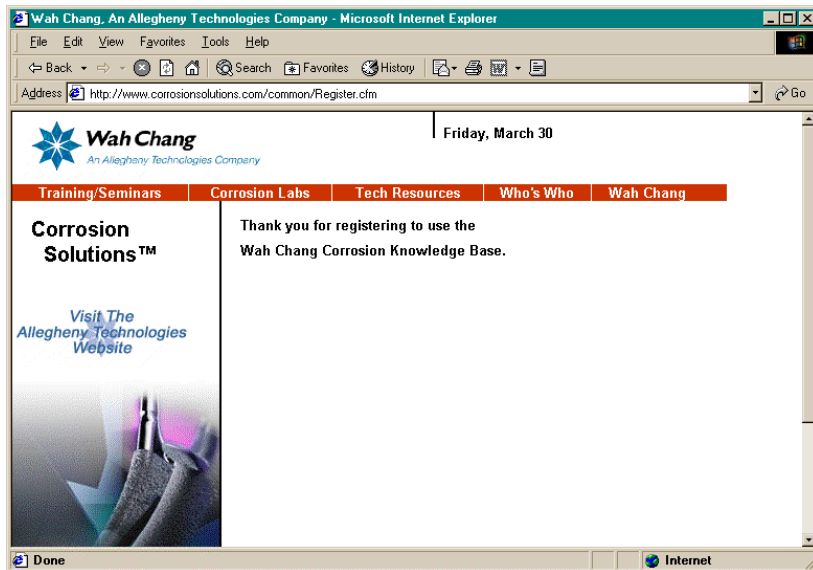 Wah Chang, An Allegheny Technologies Company - Microsoft Internet Explorer
File Edit View Favorites Tools Help
Back Search Favorites History
Address http://www.corrosionsolutions.com/common/Register.cfm Go
Wah Chang
An Allegheny Technologies Company
Friday, March 30
Training/Seminars Corrosion Labs Tech Resources Who's Who Wah Chang
Corrosion
Solutions™
Thank you for registering to use the
Wah Chang Corrosion Knowledge Base.
Visit The
Allegheny Technologies
Website
Done Internet